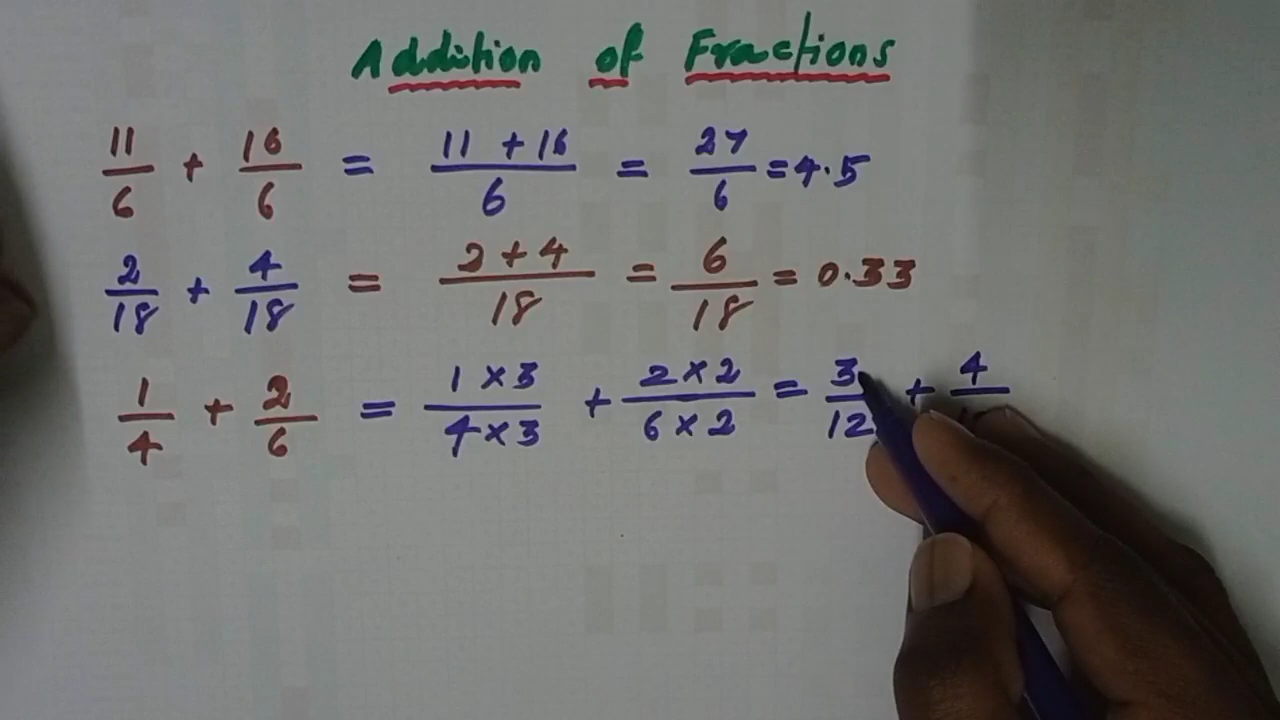 Addition of Fractions
11/6 + 16/6 = 11 + 16/6 = 27/6 = 4.5
2/18 + 4/18 = 2 + 4/18 = 6/18 = 0.33
1/4 + 2/6 = 1 × 3/4 × 3 + 2 × 2/6 × 2 = 3/12 + 4/